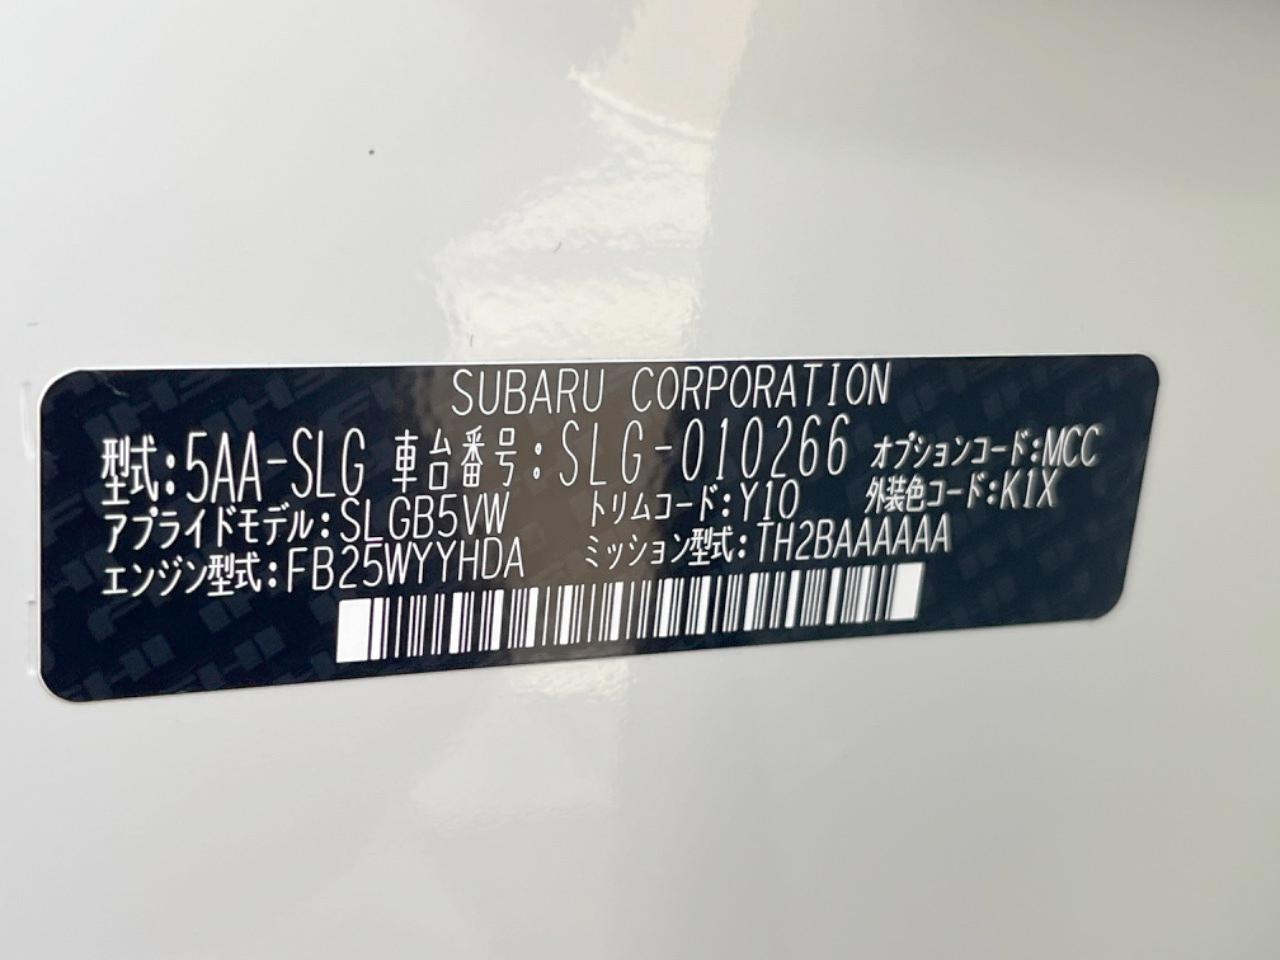 SUBARU CORPORATION
型式:5AA-SLG 車台番号:SLG-010266 オプションコード:MCC
アプライドモデル:SLGB5VW トリムコード:Y10 外装色コード:K1X
エンジン型式:FB25WYYHDA ミッション型式:TH2BAAAAAA